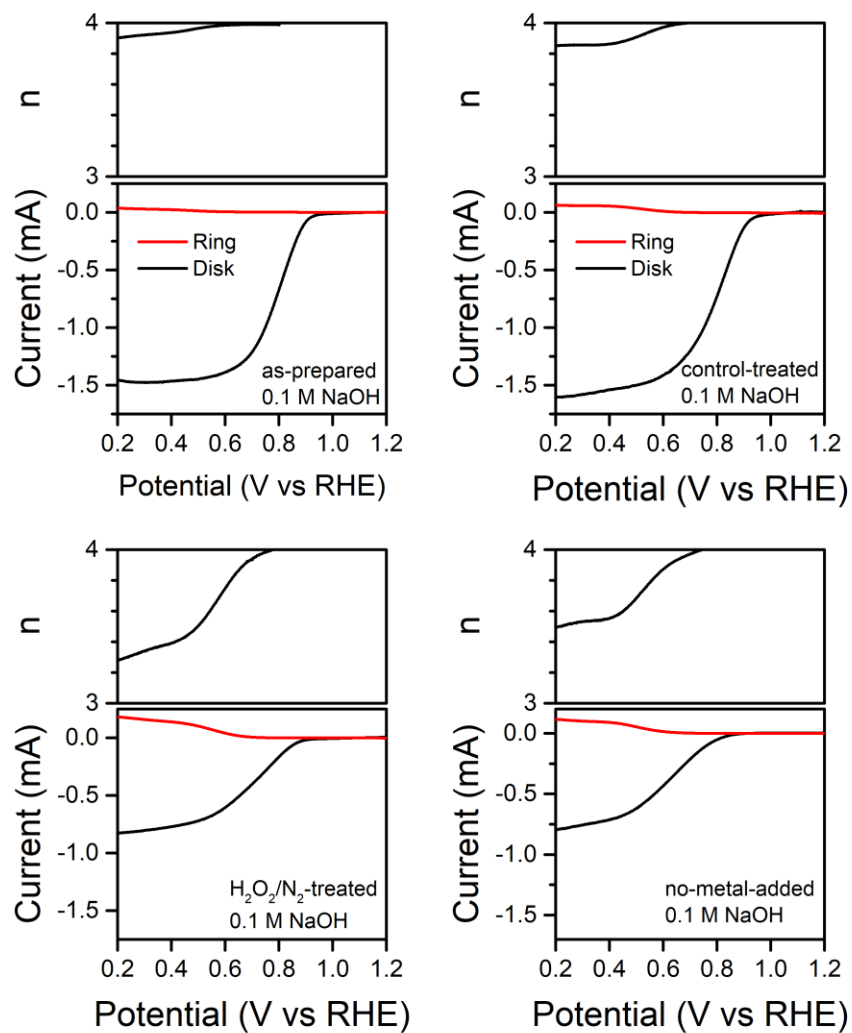 4
n
3
0.0
Ring
Disk
-0.5
-1.0
-1.5
Current (mA)
as-prepared
0.1 M NaOH
0.2 0.4 0.6 0.8 1.0 1.2
Potential (V vs RHE)
4
n
3
0.0
Ring
Disk
-0.5
-1.0
-1.5
Current (mA)
control-treated
0.1 M NaOH
0.2 0.4 0.6 0.8 1.0 1.2
Potential (V vs RHE)
4
n
3
0.0
-0.5
-1.0
-1.5
Current (mA)
H₂O₂/N₂-treated
0.1 M NaOH
0.2 0.4 0.6 0.8 1.0 1.2
Potential (V vs RHE)
4
n
3
0.0
-0.5
-1.0
-1.5
Current (mA)
no-metal-added
0.1 M NaOH
0.2 0.4 0.6 0.8 1.0 1.2
Potential (V vs RHE)